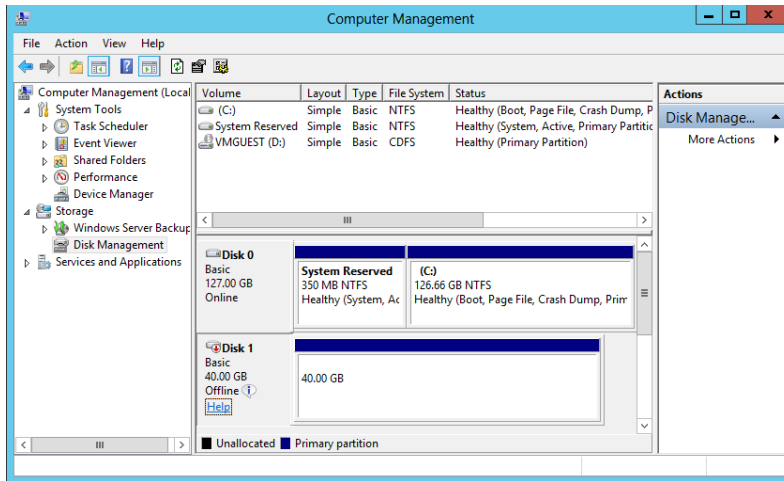 Computer Management
File Action View Help
Computer Management (Local
System Tools
Task Scheduler
Event Viewer
Shared Folders
Performance
Device Manager
Storage
Windows Server Backup
Disk Management
Services and Applications
Volume Layout Type File System Status
(C:) Simple Basic NTFS Healthy (Boot, Page File, Crash Dump, P
System Reserved Simple Basic NTFS Healthy (System, Active, Primary Partitic
VMGUEST (D:) Simple Basic CDFS Healthy (Primary Partition)
Disk 0
Basic
127.00 GB
Online
System Reserved
350 MB NTFS
Healthy (System, Ac
(C:)
126.66 GB NTFS
Healthy (Boot, Page File, Crash Dump, Prim
Disk 1
Basic
40.00 GB
Offline
Help
40.00 GB
Unallocated Primary partition
Actions
Disk Manage...
More Actions